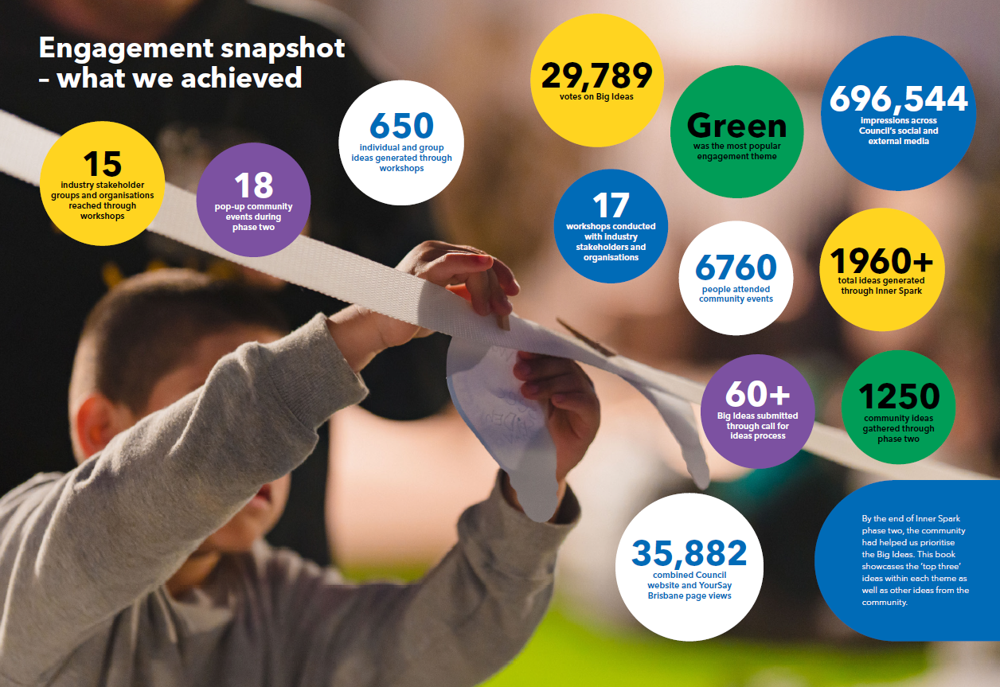 Engagement snapshot
– what we achieved
15
industry stakeholder
groups and organisations
reached through
workshops
18
pop-up community
events during
phase two
650
individual and group
ideas generated through
workshops
29,789
votes on Big Ideas
Green
was the most popular
engagement theme
696,544
impressions across
Council’s social and
external media
17
workshops conducted
with industry
stakeholders and
organisations
6760
people attended
community events
1960+
total ideas generated
through Inner Spark
60+
Big Ideas submitted
through call for
ideas process
1250
community ideas
gathered through
phase two
35,882
combined Council
website and YourSay
Brisbane page views
By the end of Inner Spark
phase two, the community
had helped us prioritise
the Big Ideas. This book
showcases the ‘top three’
ideas within each theme as
well as other ideas from the
community.